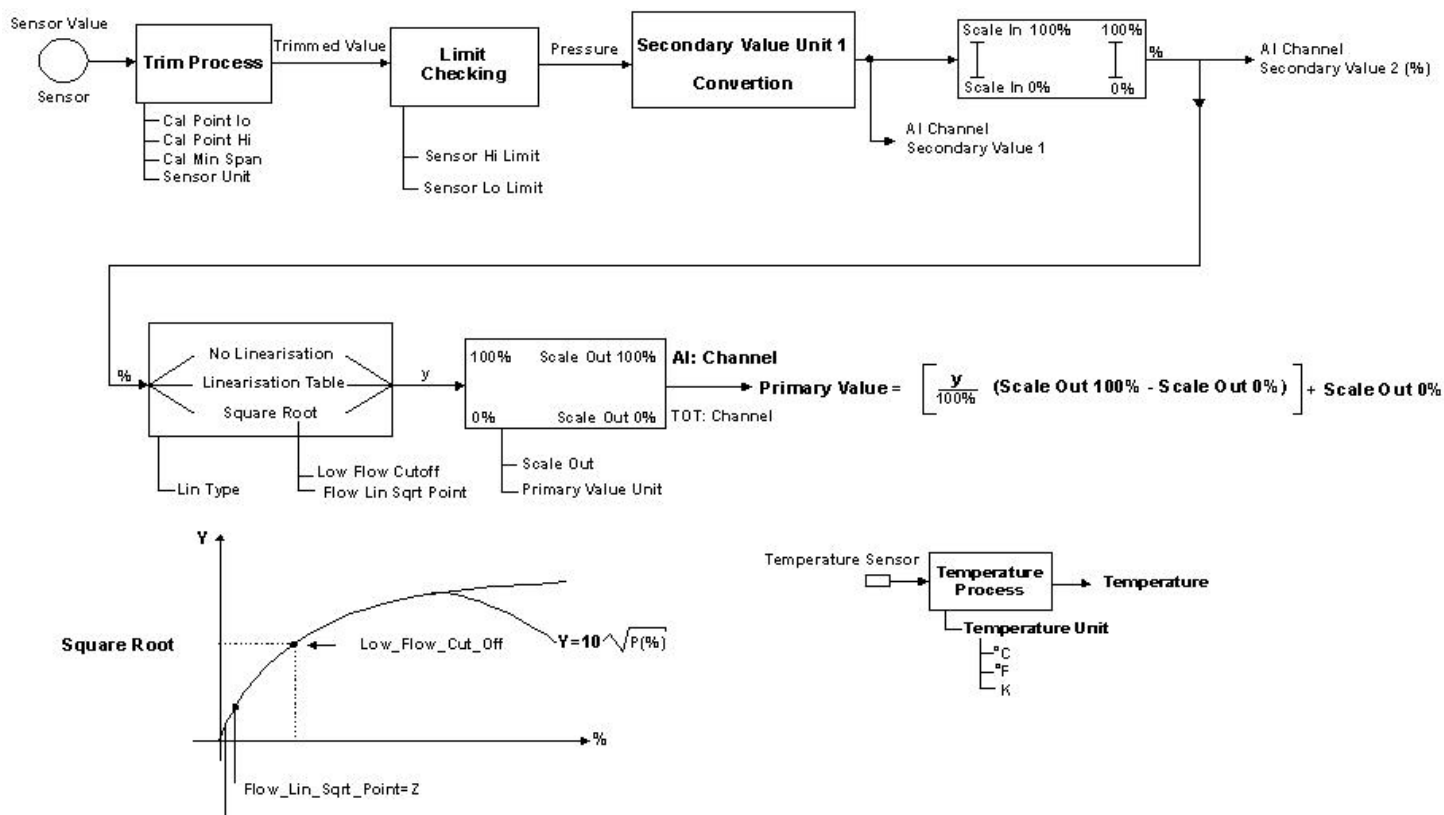 Sensor Value
Sensor
Trim Process
Trimmed Value
Cal Point lo
Cal Point Hi
Cal Min Span
Sensor Unit
Limit
Checking
Sensor Hi Limit
Sensor Lo Limit
Pressure
Secondary Value Unit 1
Convertion
AI Channel
Secondary Value 1
Scale In 100% 100%
Scale In 0% 0%
%
AI Channel
Secondary Value 2 (%)
%
No Linearisation
Linearisation Table
Square Root
Lin Type
Low Flow Cutoff
Flow Lin Sqrt Point
y
100% Scale Out 100%
0% Scale Out 0%
Scale Out
Primary Value Unit
AI: Channel
TOT: Channel
Primary Value = [ y/100% (Scale Out 100% - Scale Out 0%) ] + Scale Out 0%
Y
Square Root
Low_Flow_Cut_Off
Y=10 √P(%)
%
Flow_Lin_Sqrt_Point=Z
Temperature Sensor
Temperature
Process
Temperature
Temperature Unit
°C
°F
K